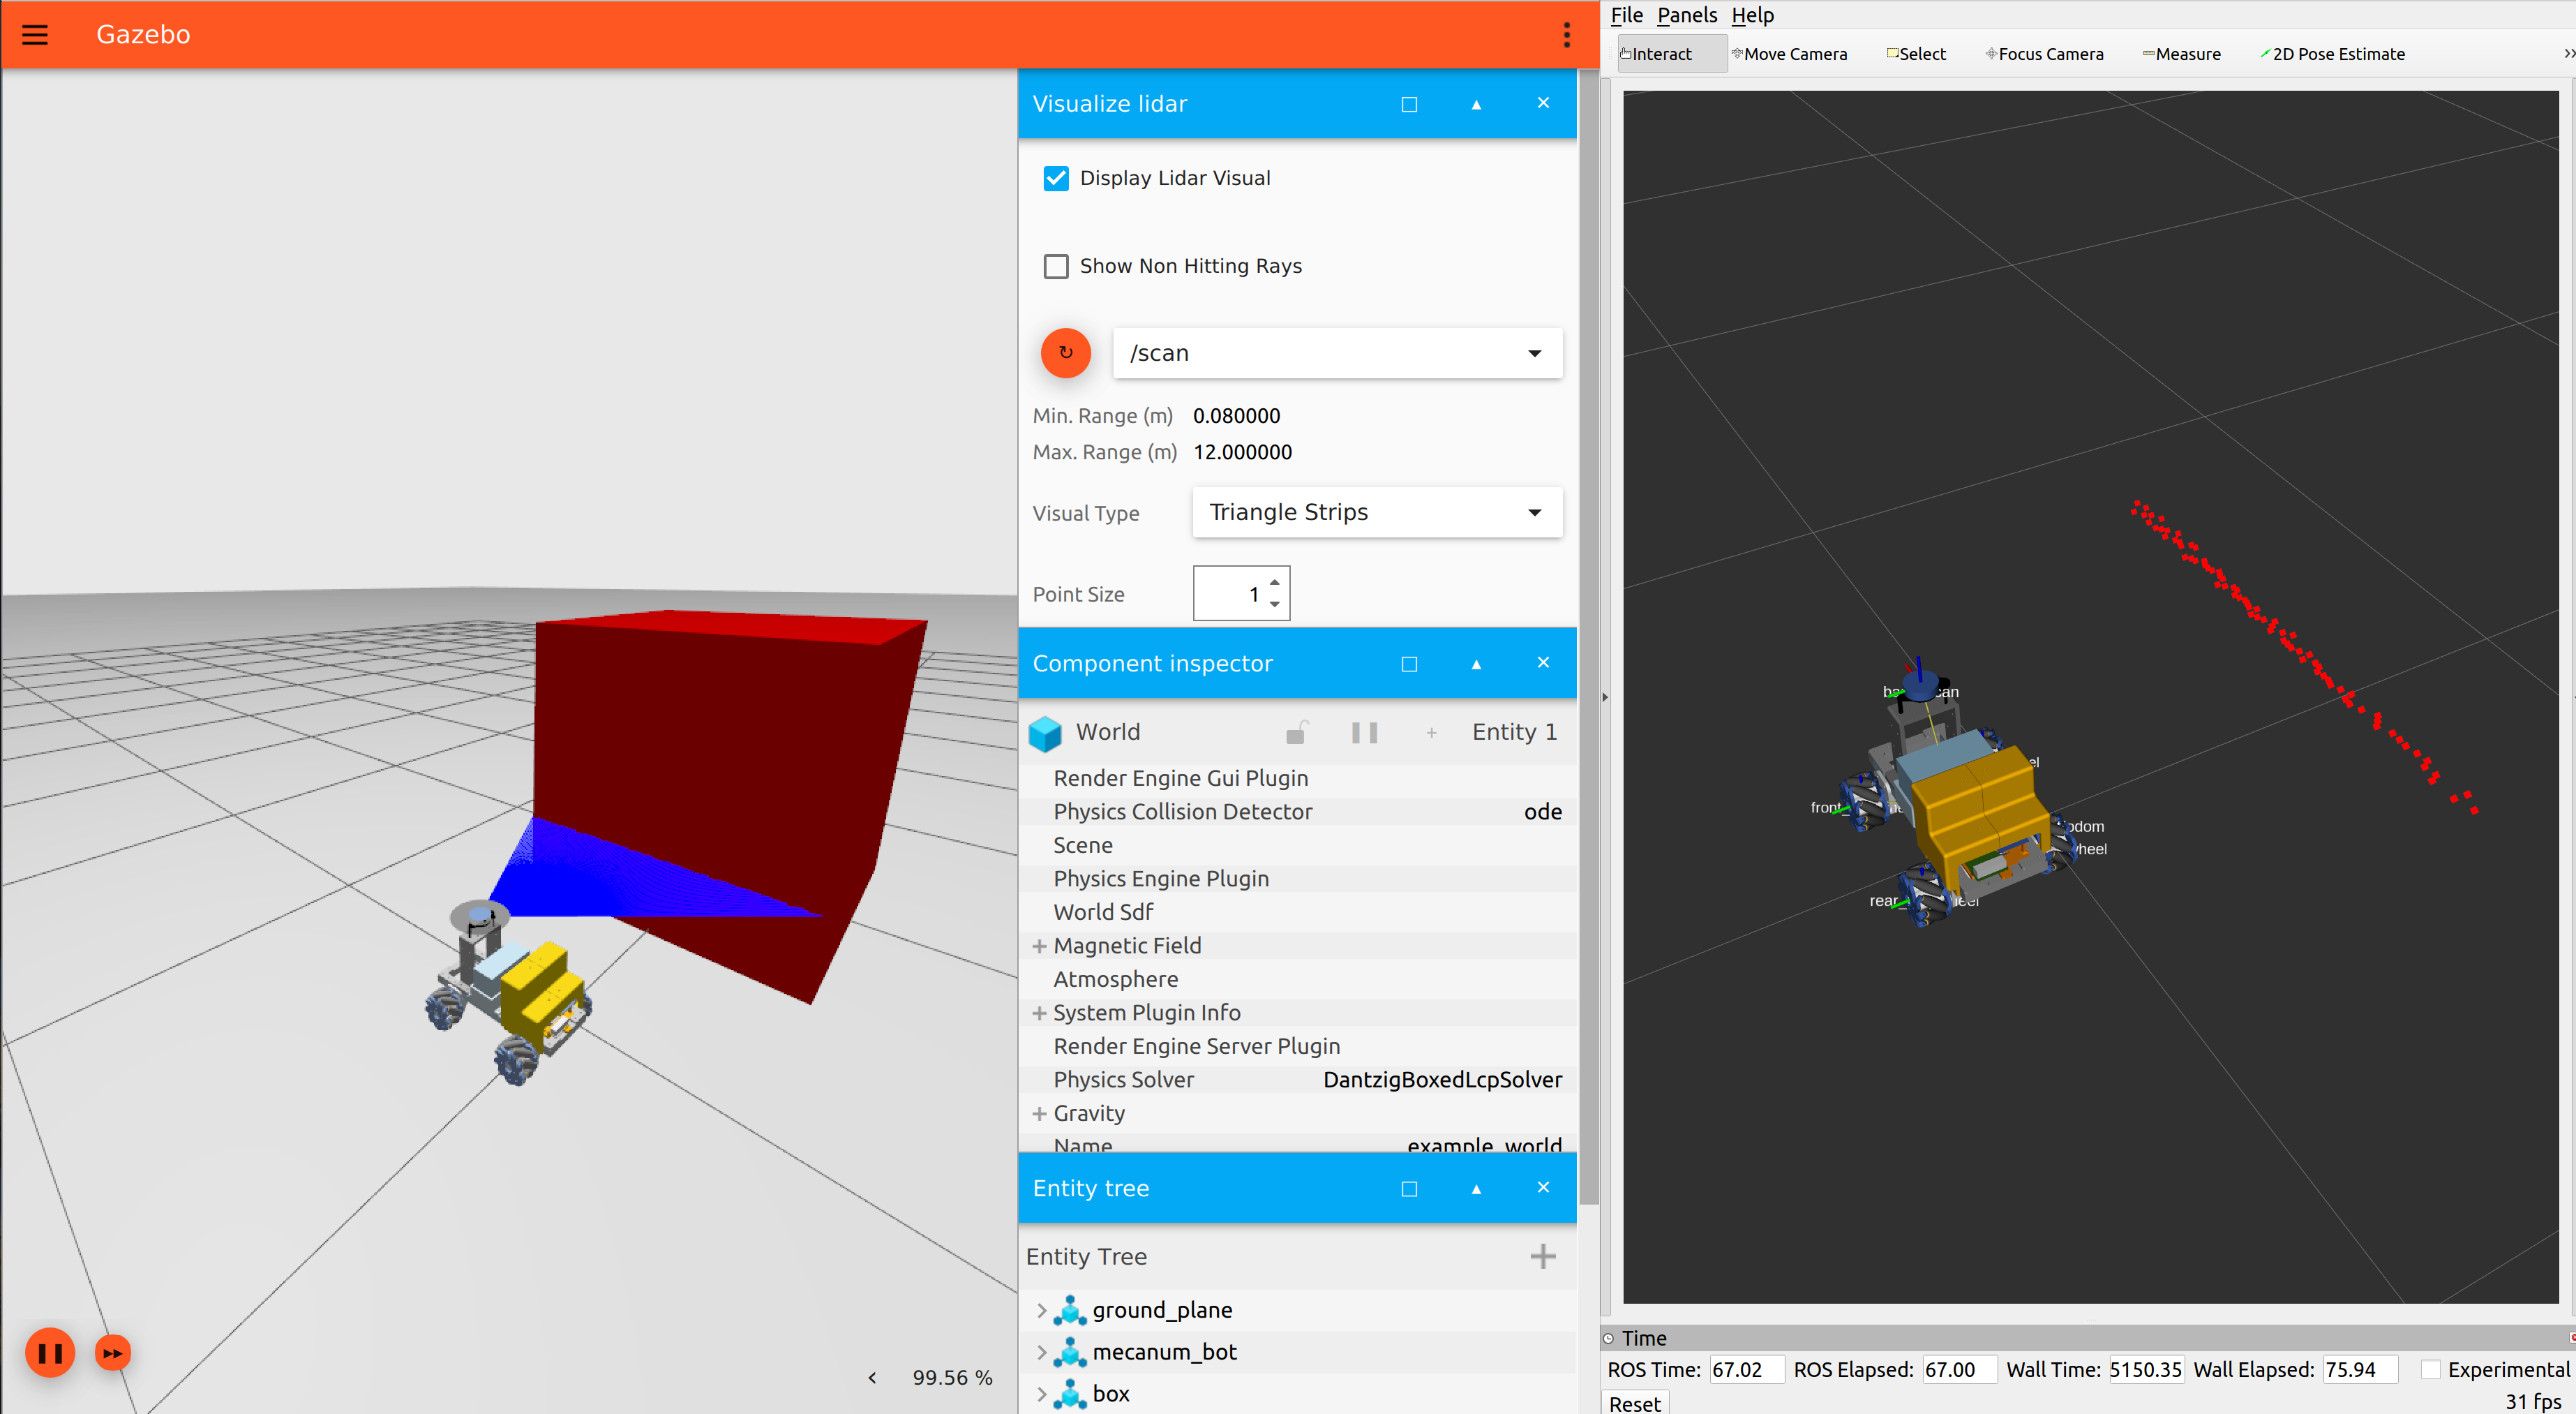 Gazebo
Visualize lidar
Display Lidar Visual
Show Non Hitting Rays
/scan
Min. Range (m) 0.080000
Max. Range (m) 12.000000
Visual Type Triangle Strips
Point Size 1
Component inspector
World Entity 1
Render Engine Gui Plugin
Physics Collision Detector ode
Scene
Physics Engine Plugin
World Sdf
Magnetic Field
Atmosphere
System Plugin Info
Render Engine Server Plugin
Physics Solver DantzigBoxedLcpSolver
Gravity
Name example_world
Entity tree
Entity Tree
ground_plane
mecanum_bot
box
99.56 %
File Panels Help
Interact Move Camera Select Focus Camera Measure 2D Pose Estimate
front
odom
rear
Time
ROS Time: 67.02 ROS Elapsed: 67.00 Wall Time: 5150.35 Wall Elapsed: 75.94 Experimental
Reset 31 fps